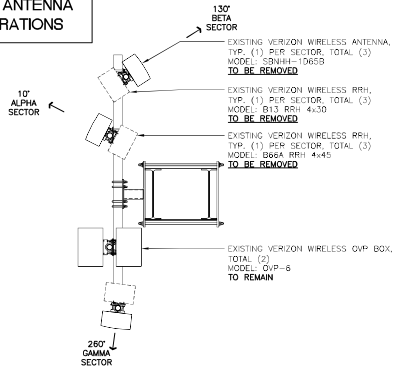 ANTENNA
RATIONS
130°
BETA
SECTOR
EXISTING VERIZON WIRELESS ANTENNA,
TYP. (1) PER SECTOR, TOTAL (3)
MODEL: SBNHH-1D65B
TO BE REMOVED
EXISTING VERIZON WIRELESS RRH,
TYP. (1) PER SECTOR, TOTAL (3)
MODEL: B13 RRH 4x30
TO BE REMOVED
10°
ALPHA
SECTOR
EXISTING VERIZON WIRELESS RRH,
TYP. (1) PER SECTOR, TOTAL (3)
MODEL: B66A RRH 4x45
TO BE REMOVED
EXISTING VERIZON WIRELESS OVP BOX,
TOTAL (2)
MODEL: OVP-6
TO REMAIN
260°
GAMMA
SECTOR